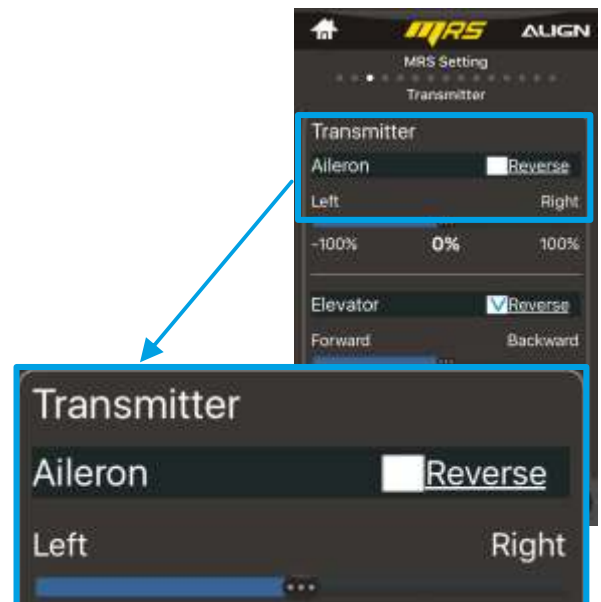 MRS ALIGN
MRS Setting
Transmitter
Transmitter
Aileron Reverse
Left Right
-100% 0% 100%
Elevator Reverse
Forward Backward
Transmitter
Aileron Reverse
Left Right